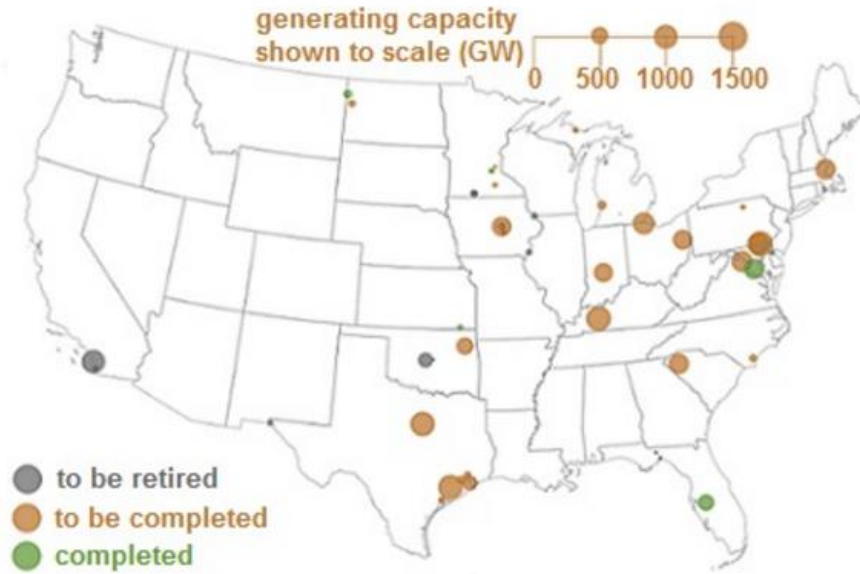 generating capacity
shown to scale (GW)
0 500 1000 1500
to be retired
to be completed
completed